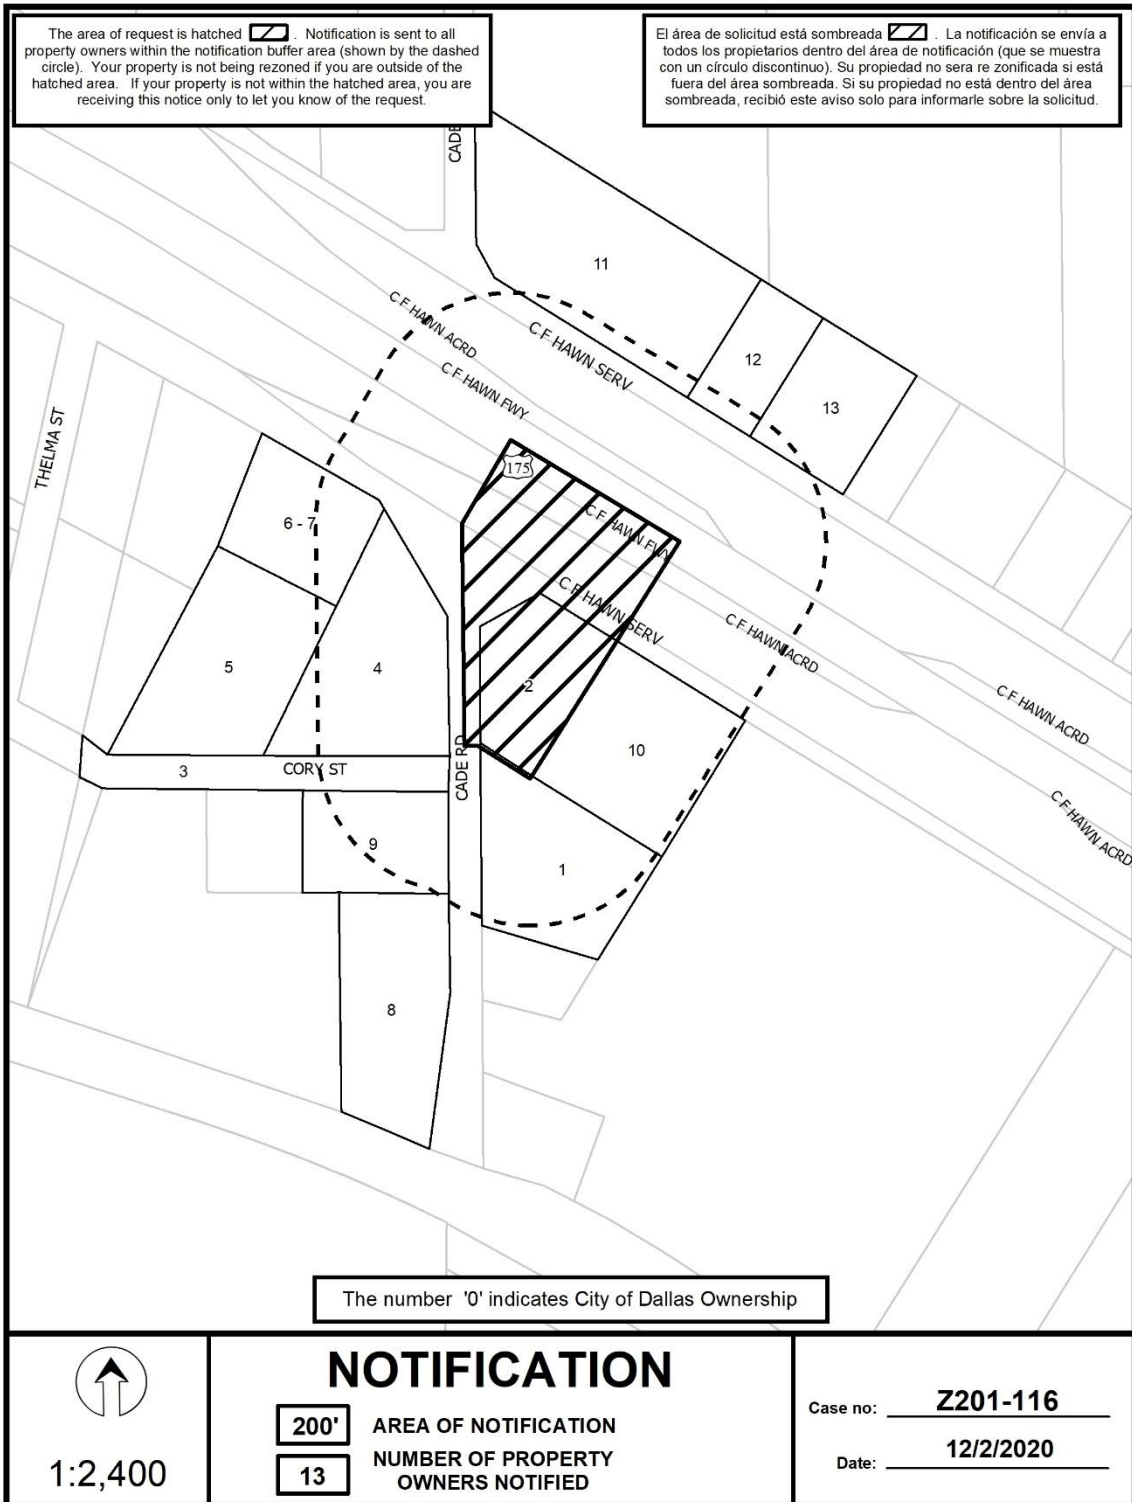 The area of request is hatched . Notification is sent to all
property owners within the notification buffer area (shown by the dashed
circle). Your property is not being rezoned if you are outside of the
hatched area. If your property is not within the hatched area, you are
receiving this notice only to let you know of the request.
El área de solicitud está sombreada . La notificación se envía a
todos los propietarios dentro del área de notificación (que se muestra
con un círculo discontinuo). Su propiedad no sera re zonificada si está
fuera del área sombreada. Si su propiedad no está dentro del área
sombreada, recibió este aviso solo para informarle sobre la solicitud.
CADE
11
C.F. HAWN ACRD
C.F. HAWN SERV
12
C.F. HAWN FWY
13
THELMA ST
175
6 - 7
C.F. HAWN FWY
C.F. HAWN SERV
C.F. HAWN ACRD
5
4
2
C.F. HAWN ACRD
10
CADE RD
3
CORY ST
C.F. HAWN ACRD
9
1
8
The number '0' indicates City of Dallas Ownership
1:2,400
NOTIFICATION
200' AREA OF NOTIFICATION
13 NUMBER OF PROPERTY
OWNERS NOTIFIED
Case no: Z201-116
Date: 12/2/2020